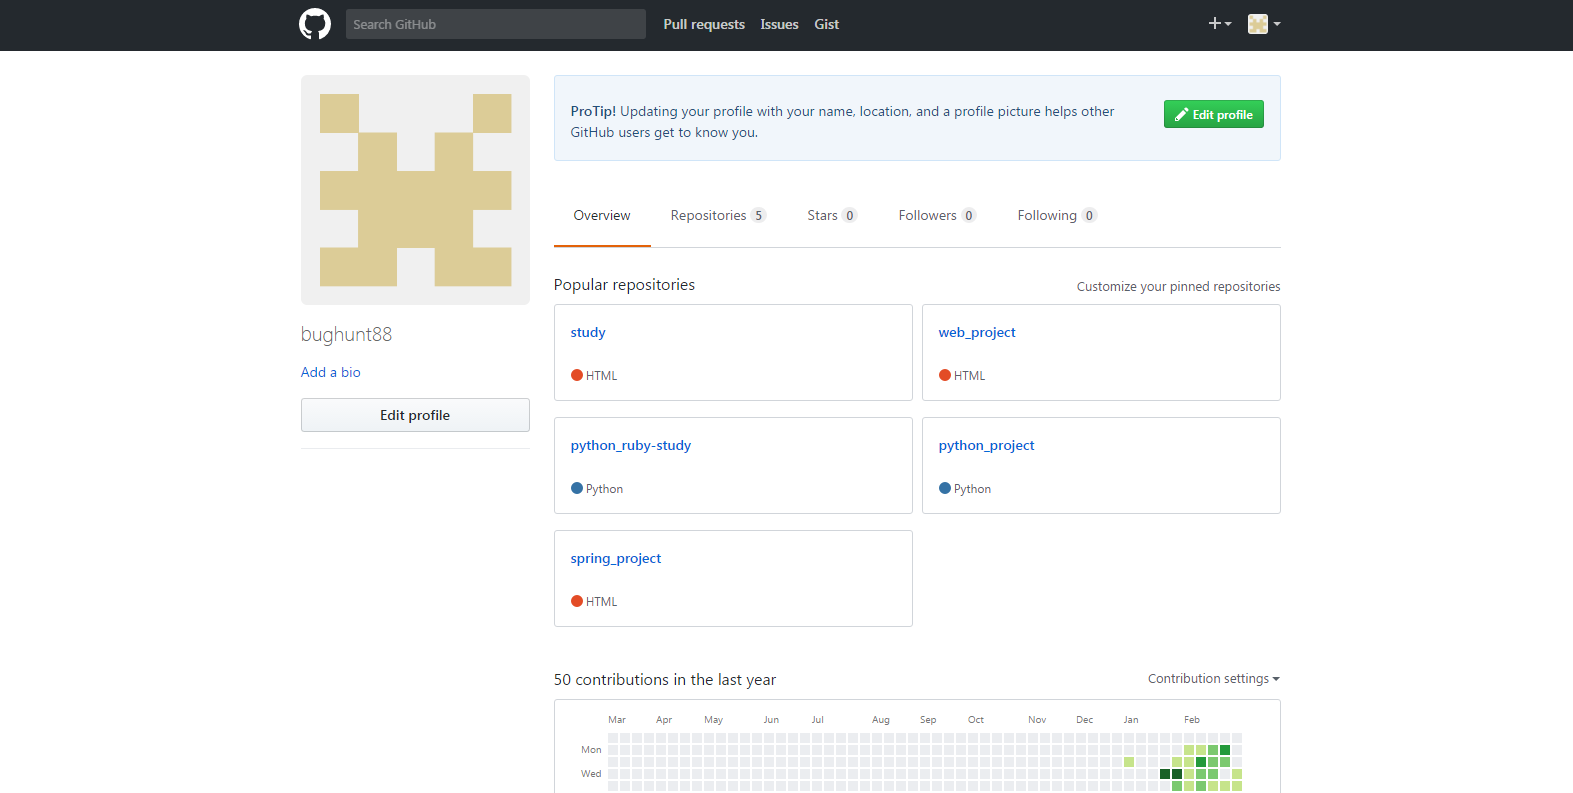 Search GitHub
Pull requests
Issues
Gist
ProTip! Updating your profile with your name, location, and a profile picture helps other
GitHub users get to know you.
Edit profile
Overview
Repositories 5
Stars 0
Followers 0
Following 0
bughunt88
Add a bio
Edit profile
Popular repositories
Customize your pinned repositories
study
HTML
web_project
HTML
python_ruby-study
Python
python_project
Python
spring_project
HTML
50 contributions in the last year
Contribution settings
Mar Apr May Jun Jul Aug Sep Oct Nov Dec Jan Feb
Mon
Wed